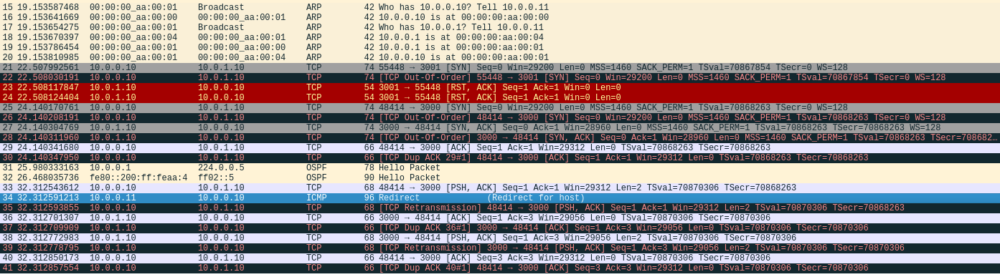 15 19.153587468 00:00:00_aa:00:01 Broadcast ARP 42 Who has 10.0.0.10? Tell 10.0.0.11
16 19.153641669 00:00:00_aa:00:00 00:00:00_aa:00:01 ARP 42 10.0.0.10 is at 00:00:00:aa:00:00
17 19.153654275 00:00:00_aa:00:01 Broadcast ARP 42 Who has 10.0.0.1? Tell 10.0.0.11
18 19.153670397 00:00:00_aa:00:04 00:00:00_aa:00:01 ARP 42 10.0.0.1 is at 00:00:00:aa:00:04
19 19.153786454 00:00:00_aa:00:01 00:00:00_aa:00:00 ARP 42 10.0.0.1 is at 00:00:00:aa:00:01
20 19.153810985 00:00:00_aa:00:01 00:00:00_aa:00:04 ARP 42 10.0.0.10 is at 00:00:00:aa:00:01
21 22.507992561 10.0.0.10 10.0.1.10 TCP 74 55448 → 3001 [SYN] Seq=0 Win=29200 Len=0 MSS=1460 SACK_PERM=1 TSval=70867854 TSecr=0 WS=128
22 22.508030191 10.0.0.10 10.0.1.10 TCP 74 [TCP Out-Of-Order] 55448 → 3001 [SYN] Seq=0 Win=29200 Len=0 MSS=1460 SACK_PERM=1 TSval=70867854 TSecr=0 WS=128
23 22.508117847 10.0.1.10 10.0.0.10 TCP 54 3001 → 55448 [RST, ACK] Seq=1 Ack=1 Win=0 Len=0
24 22.508124404 10.0.1.10 10.0.0.10 TCP 54 3001 → 55448 [RST, ACK] Seq=1 Ack=1 Win=0 Len=0
25 24.140170761 10.0.0.10 10.0.1.10 TCP 74 48414 → 3000 [SYN] Seq=0 Win=29200 Len=0 MSS=1460 SACK_PERM=1 TSval=70868263 TSecr=0 WS=128
26 24.140208191 10.0.0.10 10.0.1.10 TCP 74 [TCP Out-Of-Order] 48414 → 3000 [SYN] Seq=0 Win=29200 Len=0 MSS=1460 SACK_PERM=1 TSval=70868263 TSecr=0 WS=128
27 24.140304769 10.0.1.10 10.0.0.10 TCP 74 3000 → 48414 [SYN, ACK] Seq=0 Ack=1 Win=28960 Len=0 MSS=1460 SACK_PERM=1 TSval=70868263 TSecr=70868263 WS=128
28 24.140311960 10.0.1.10 10.0.0.10 TCP 74 [TCP Out-Of-Order] 3000 → 48414 [SYN, ACK] Seq=0 Ack=1 Win=28960 Len=0 MSS=1460 SACK_PERM=1 TSval=70868263 TSecr=708682…
29 24.140341680 10.0.0.10 10.0.1.10 TCP 66 48414 → 3000 [ACK] Seq=1 Ack=1 Win=29312 Len=0 TSval=70868263 TSecr=70868263
30 24.140347950 10.0.0.10 10.0.1.10 TCP 66 [TCP Dup ACK 29#1] 48414 → 3000 [ACK] Seq=1 Ack=1 Win=29312 Len=0 TSval=70868263 TSecr=70868263
31 25.980333163 10.0.0.1 224.0.0.5 OSPF 78 Hello Packet
32 26.468035736 fe80::200:ff:feaa:4 ff02::5 OSPF 90 Hello Packet
33 32.312543612 10.0.0.10 10.0.1.10 TCP 68 48414 → 3000 [PSH, ACK] Seq=1 Ack=1 Win=29312 Len=2 TSval=70870306 TSecr=70868263
34 32.312591213 10.0.0.11 10.0.0.10 ICMP 96 Redirect (Redirect for host)
35 32.312593855 10.0.0.10 10.0.1.10 TCP 68 [TCP Retransmission] 48414 → 3000 [PSH, ACK] Seq=1 Ack=1 Win=29312 Len=2 TSval=70870306 TSecr=70868263
36 32.312701307 10.0.1.10 10.0.0.10 TCP 66 3000 → 48414 [ACK] Seq=1 Ack=3 Win=29056 Len=0 TSval=70870306 TSecr=70870306
37 32.312709909 10.0.1.10 10.0.0.10 TCP 66 [TCP Dup ACK 36#1] 3000 → 48414 [ACK] Seq=1 Ack=3 Win=29056 Len=0 TSval=70870306 TSecr=70870306
38 32.312772983 10.0.1.10 10.0.0.10 TCP 68 3000 → 48414 [PSH, ACK] Seq=1 Ack=3 Win=29056 Len=2 TSval=70870306 TSecr=70870306
39 32.312778795 10.0.1.10 10.0.0.10 TCP 68 [TCP Retransmission] 3000 → 48414 [PSH, ACK] Seq=1 Ack=3 Win=29056 Len=2 TSval=70870306 TSecr=70870306
40 32.312850173 10.0.0.10 10.0.1.10 TCP 66 48414 → 3000 [ACK] Seq=3 Ack=3 Win=29312 Len=0 TSval=70870306 TSecr=70870306
41 32.312857554 10.0.0.10 10.0.1.10 TCP 66 [TCP Dup ACK 40#1] 48414 → 3000 [ACK] Seq=3 Ack=3 Win=29312 Len=0 TSval=70870306 TSecr=70870306